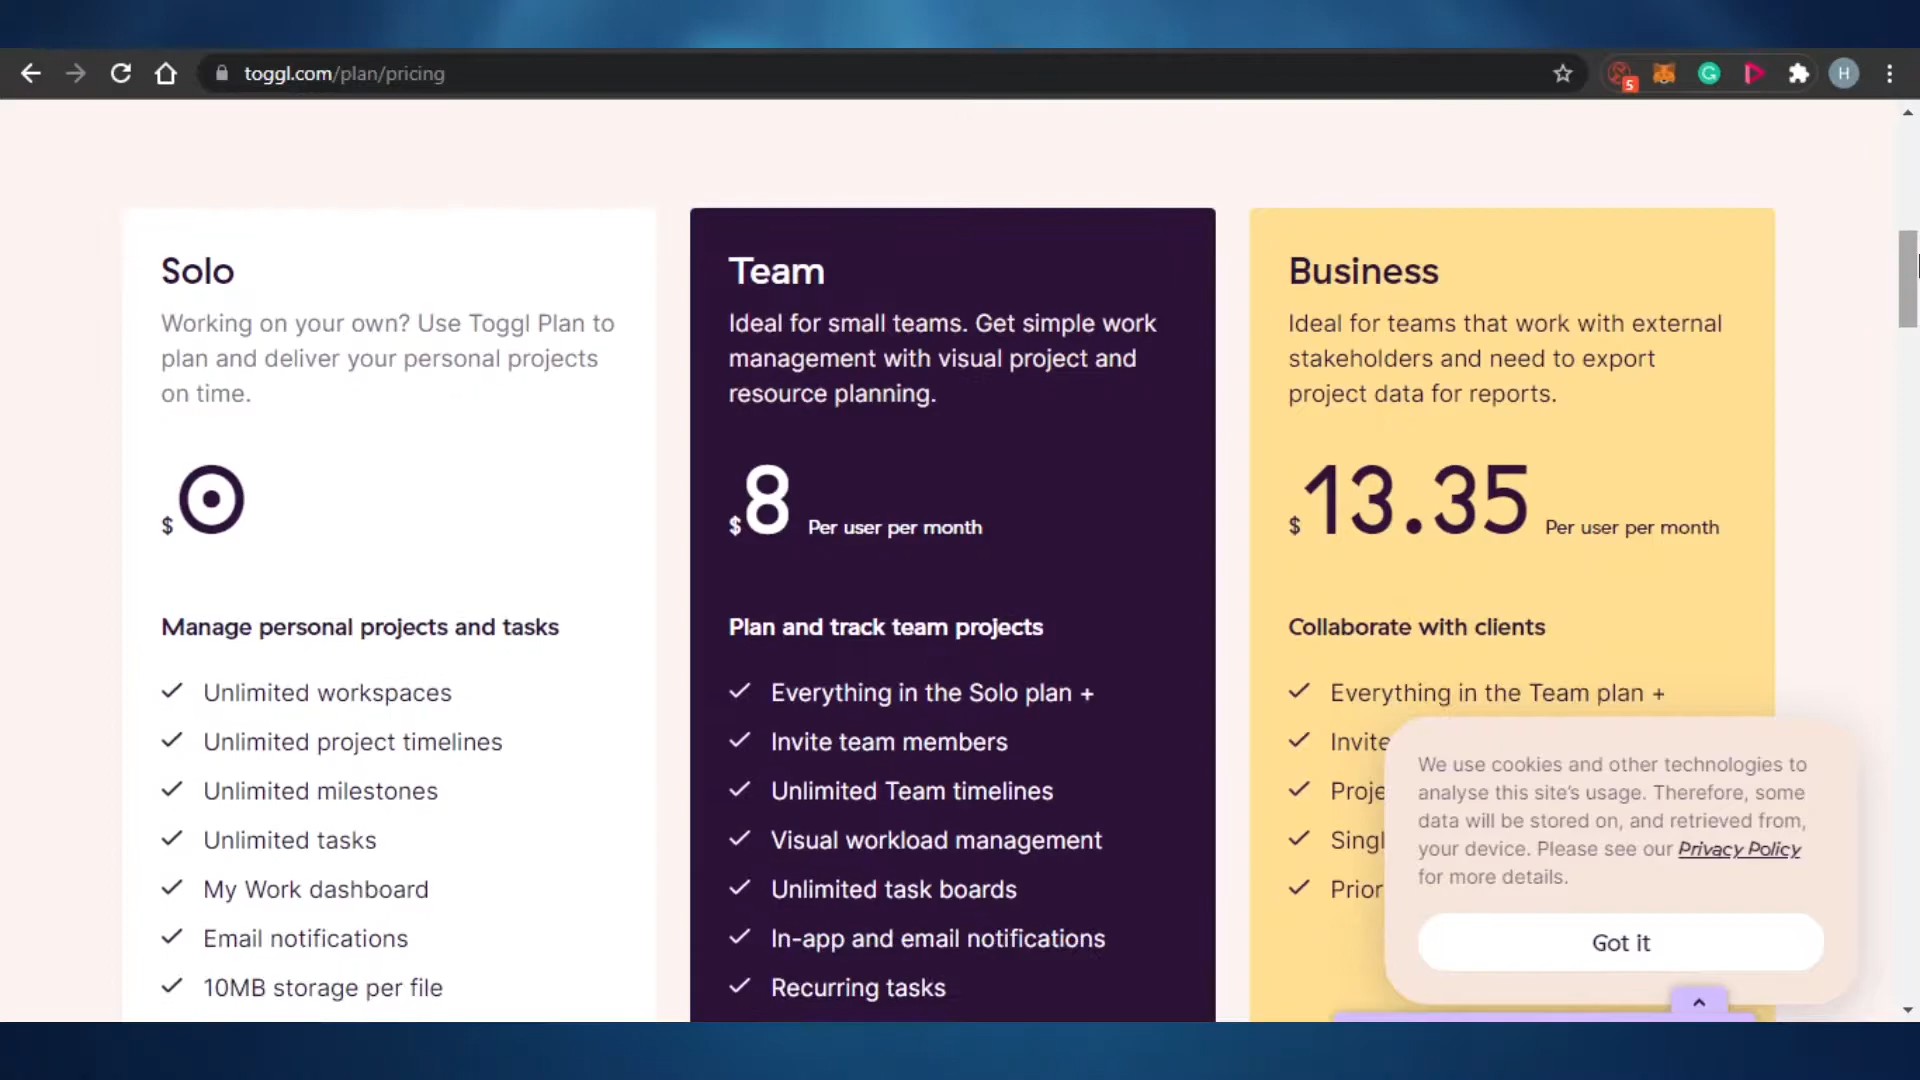 toggl.com/plan/pricing
5
H
Solo
Working on your own? Use Toggl Plan to
plan and deliver your personal projects
on time.
$0
Manage personal projects and tasks
Unlimited workspaces
Unlimited project timelines
Unlimited milestones
Unlimited tasks
My Work dashboard
Email notifications
10MB storage per file
Team
Ideal for small teams. Get simple work
management with visual project and
resource planning.
$8 Per user per month
Plan and track team projects
Everything in the Solo plan +
Invite team members
Unlimited Team timelines
Visual workload management
Unlimited task boards
In-app and email notifications
Recurring tasks
Business
Ideal for teams that work with external
stakeholders and need to export
project data for reports.
$13.35 Per user per month
Collaborate with clients
Everything in the Team plan +
Invite
We use cookies and other technologies to
analyse this site's usage. Therefore, some
data will be stored on, and retrieved from,
your device. Please see our Privacy Policy
for more details.
Got it